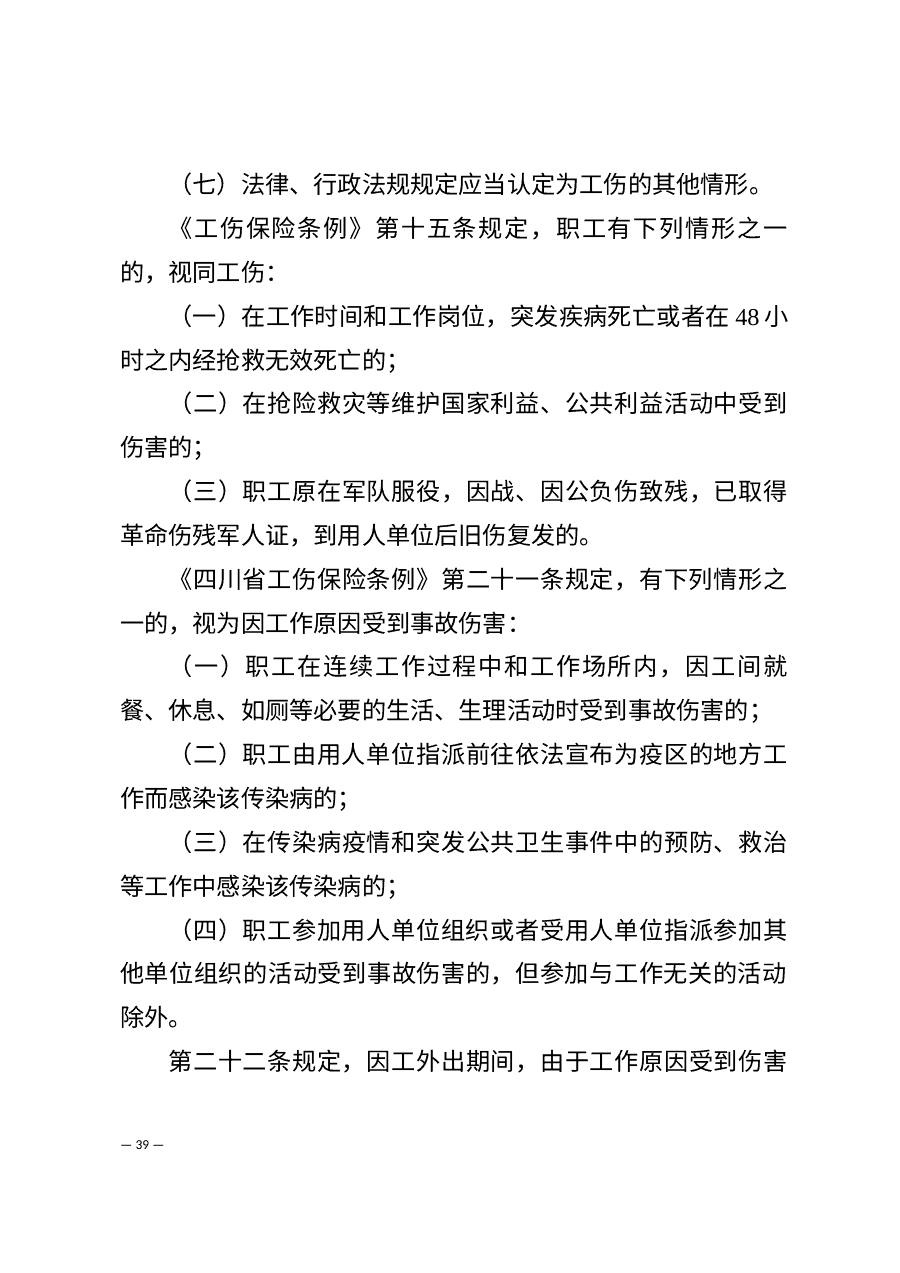 （七）法律、行政法规规定应当认定为工伤的其他情形。
《工伤保险条例》第十五条规定，职工有下列情形之一
的，视同工伤：
（一）在工作时间和工作岗位，突发疾病死亡或者在 48 小
时之内经抢救无效死亡的；
（二）在抢险救灾等维护国家利益、公共利益活动中受到
伤害的；
（三）职工原在军队服役，因战、因公负伤致残，已取得
革命伤残军人证，到用人单位后旧伤复发的。
《四川省工伤保险条例》第二十一条规定，有下列情形之
一的，视为因工作原因受到事故伤害：
（一）职工在连续工作过程中和工作场所内，因工间就
餐、休息、如厕等必要的生活、生理活动时受到事故伤害的；
（二）职工由用人单位指派前往依法宣布为疫区的地方工
作而感染该传染病的；
（三）在传染病疫情和突发公共卫生事件中的预防、救治
等工作中感染该传染病的；
（四）职工参加用人单位组织或者受用人单位指派参加其
他单位组织的活动受到事故伤害的，但参加与工作无关的活动
除外。
第二十二条规定，因工外出期间，由于工作原因受到伤害
— 39 —